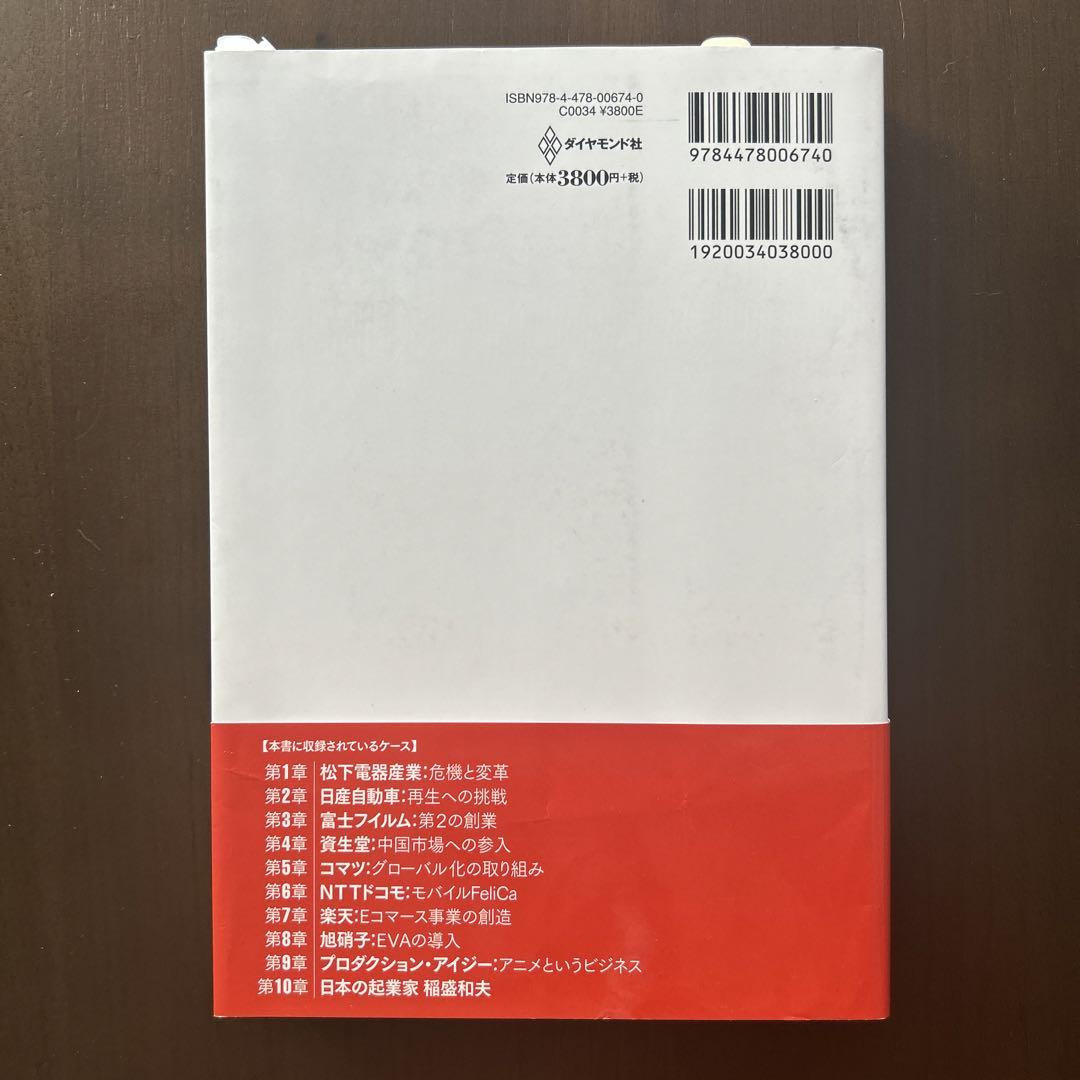 ISBN978-4-478-00674-0
C0034 ¥3800E
ダイヤモンド社
定価(本体3800円+税)
9784478006740
1920034038000
【本書に収録されているケース】
第1章 松下電器産業:危機と変革
第2章 日産自動車:再生への挑戦
第3章 富士フイルム:第2の創業
第4章 資生堂:中国市場への参入
第5章 コマツ:グローバル化の取り組み
第6章 NTTドコモ:モバイルFeliCa
第7章 楽天:Eコマース事業の創造
第8章 旭硝子:EVAの導入
第9章 プロダクション・アイジー:アニメというビジネス
第10章 日本の起業家 稲盛和夫